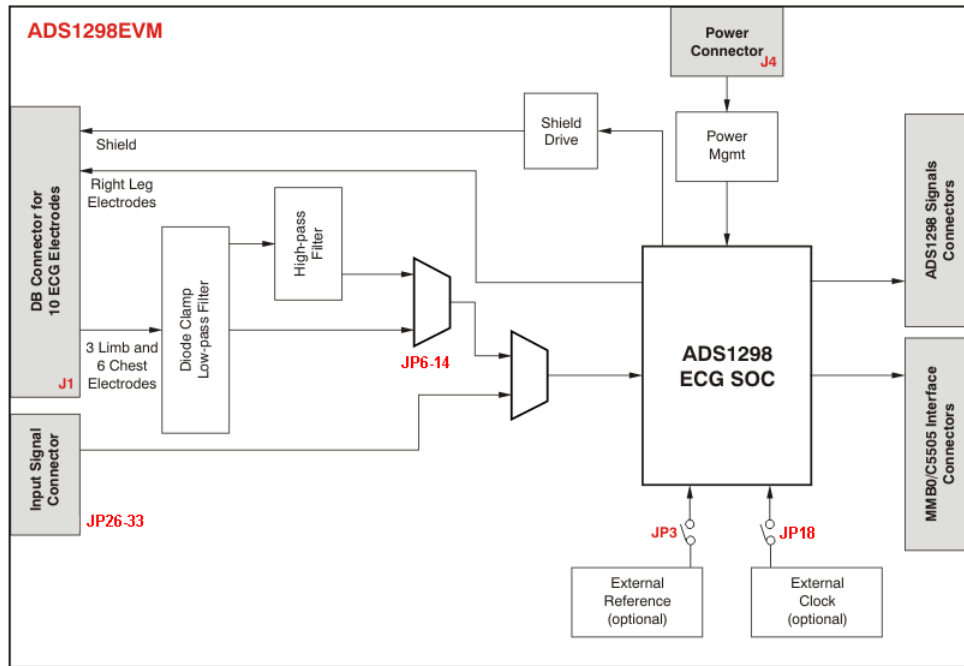 ADS1298EVM
Power
Connector
J4
Shield
Drive
Power
Mgmt
Shield
Right Leg
Electrodes
DB Connector for
10 ECG Electrodes
J1
3 Limb and
6 Chest
Electrodes
Diode Clamp
Low-pass Filter
High-pass
Filter
JP6-14
Input Signal
Connector
JP26-33
ADS1298
ECG SOC
ADS1298 Signals
Connectors
MMB0/C5505 Interface
Connectors
JP3
JP18
External
Reference
(optional)
External
Clock
(optional)